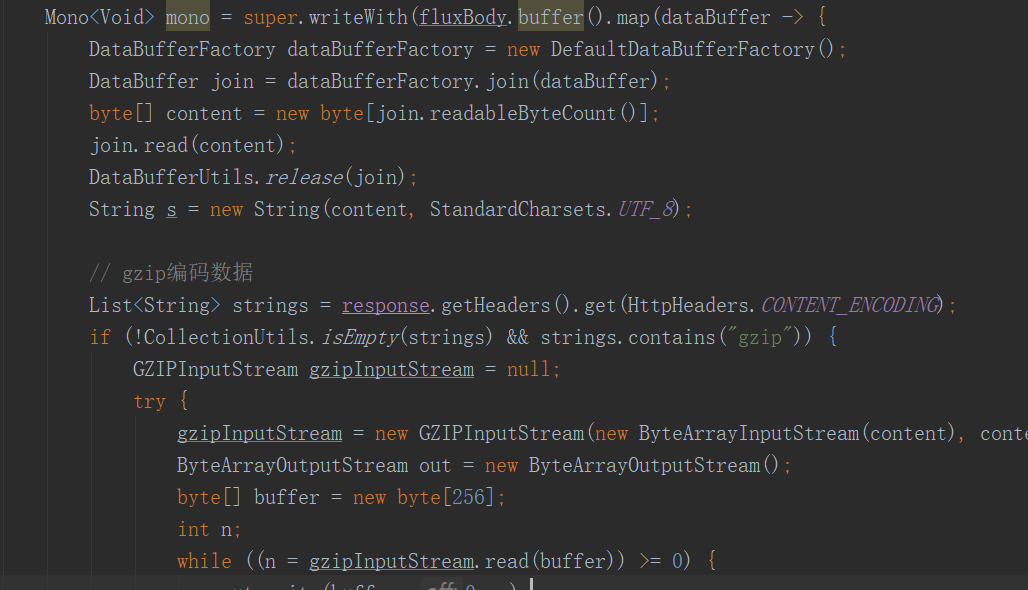 Mono<Void> mono = super.writeWith(fluxBody.buffer().map(dataBuffer -> {
DataBufferFactory dataBufferFactory = new DefaultDataBufferFactory();
DataBuffer join = dataBufferFactory.join(dataBuffer);
byte[] content = new byte[join.readableByteCount()];
join.read(content);
DataBufferUtils.release(join);
String s = new String(content, StandardCharsets.UTF_8);
// gzip编码数据
List<String> strings = response.getHeaders().get(HttpHeaders.CONTENT_ENCODING);
if (!CollectionUtils.isEmpty(strings) && strings.contains("gzip")) {
GZIPInputStream gzipInputStream = null;
try {
gzipInputStream = new GZIPInputStream(new ByteArrayInputStream(content), conte
ByteArrayOutputStream out = new ByteArrayOutputStream();
byte[] buffer = new byte[256];
int n;
while ((n = gzipInputStream.read(buffer)) >= 0) {